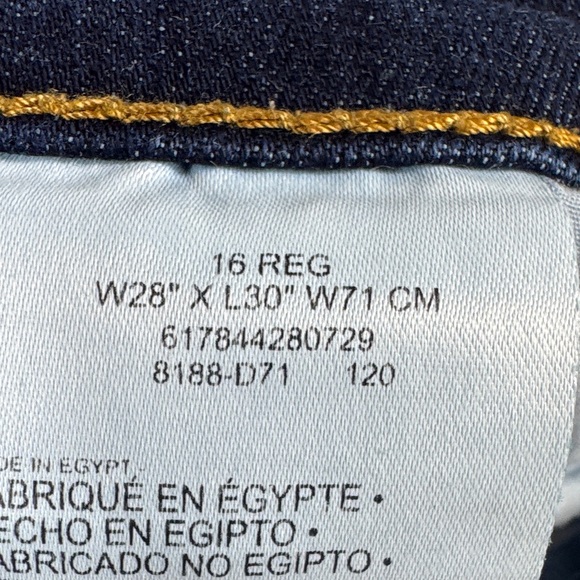 16 REG
W28" X L30" W71 CM
617844280729
8188-D71 120
DE IN EGYPT
ABRIQUÉ EN ÉGYPTE •
ECHO EN EGIPTO •
ABRICADO NO EGIPTO •